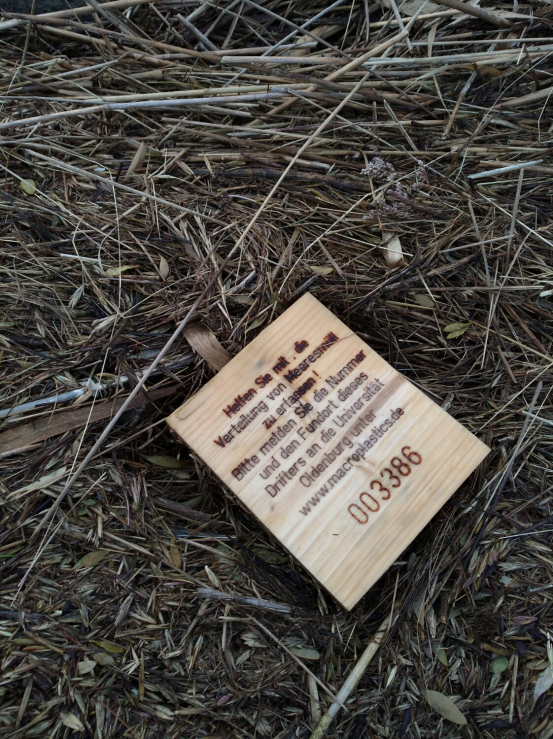 Helfen Sie mit , die
Verteilung von Meeresmüll
zu erfassen !
Bitte melden Sie die Nummer
und den Fundort dieses
Drifters an die Universität
Oldenburg unter
www.macroplastics.de
003386